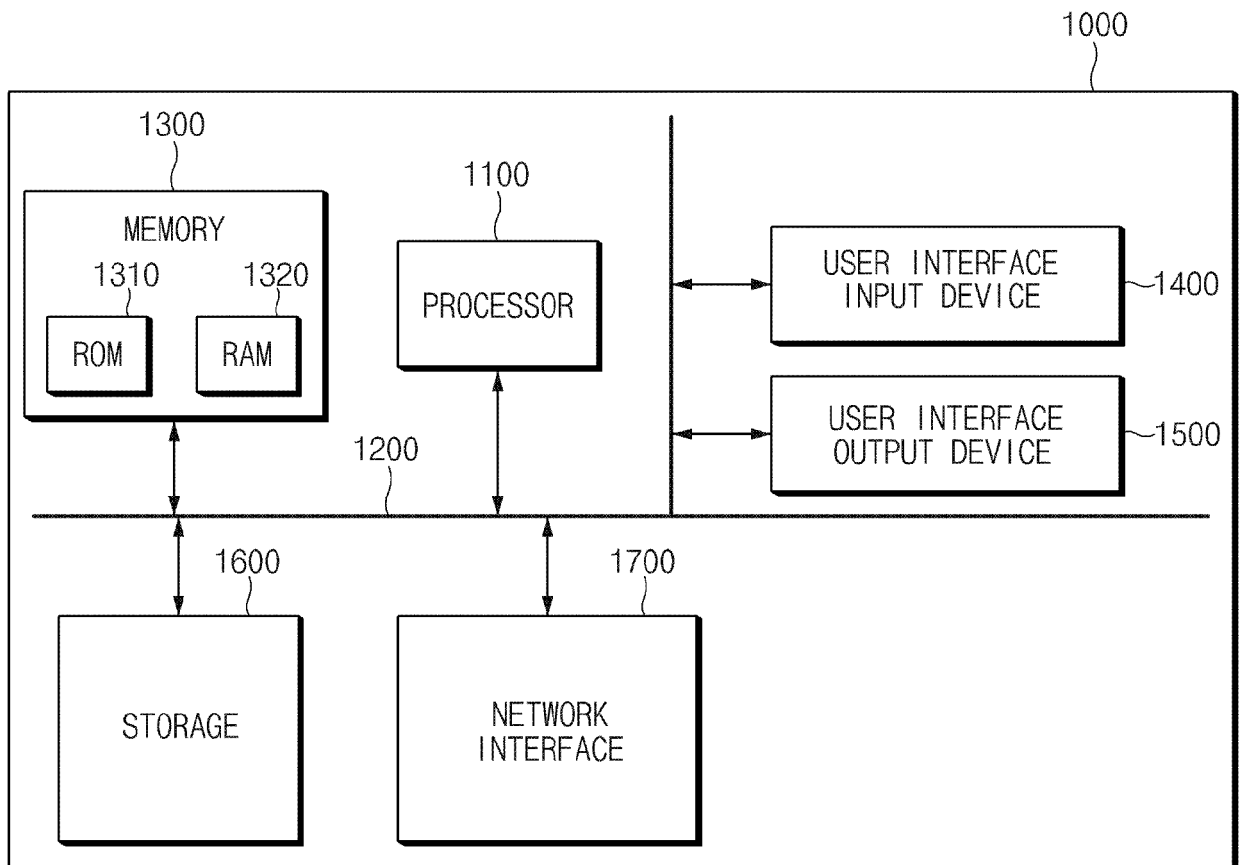 1000
1300
MEMORY
1310
1320
ROM
RAM
1100
PROCESSOR
USER INTERFACE
INPUT DEVICE
1400
USER INTERFACE
OUTPUT DEVICE
1500
1200
1600
STORAGE
1700
NETWORK
INTERFACE